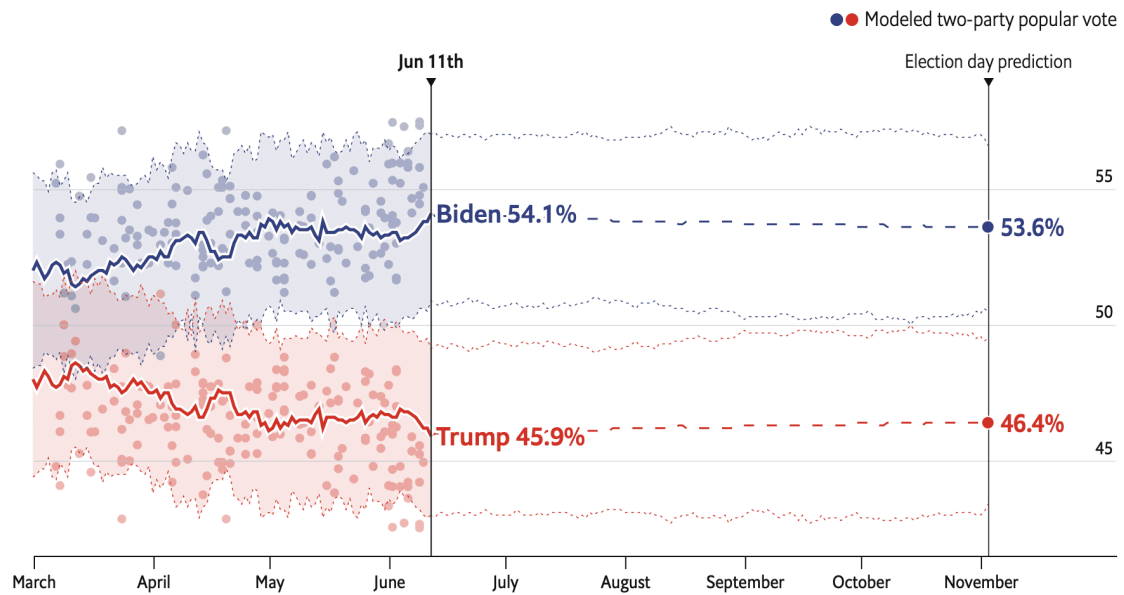 Modeled two-party popular vote
Jun 11th
Election day prediction
55
Biden 54.1%
53.6%
50
Trump 45.9%
46.4%
45
March April May June July August September October November